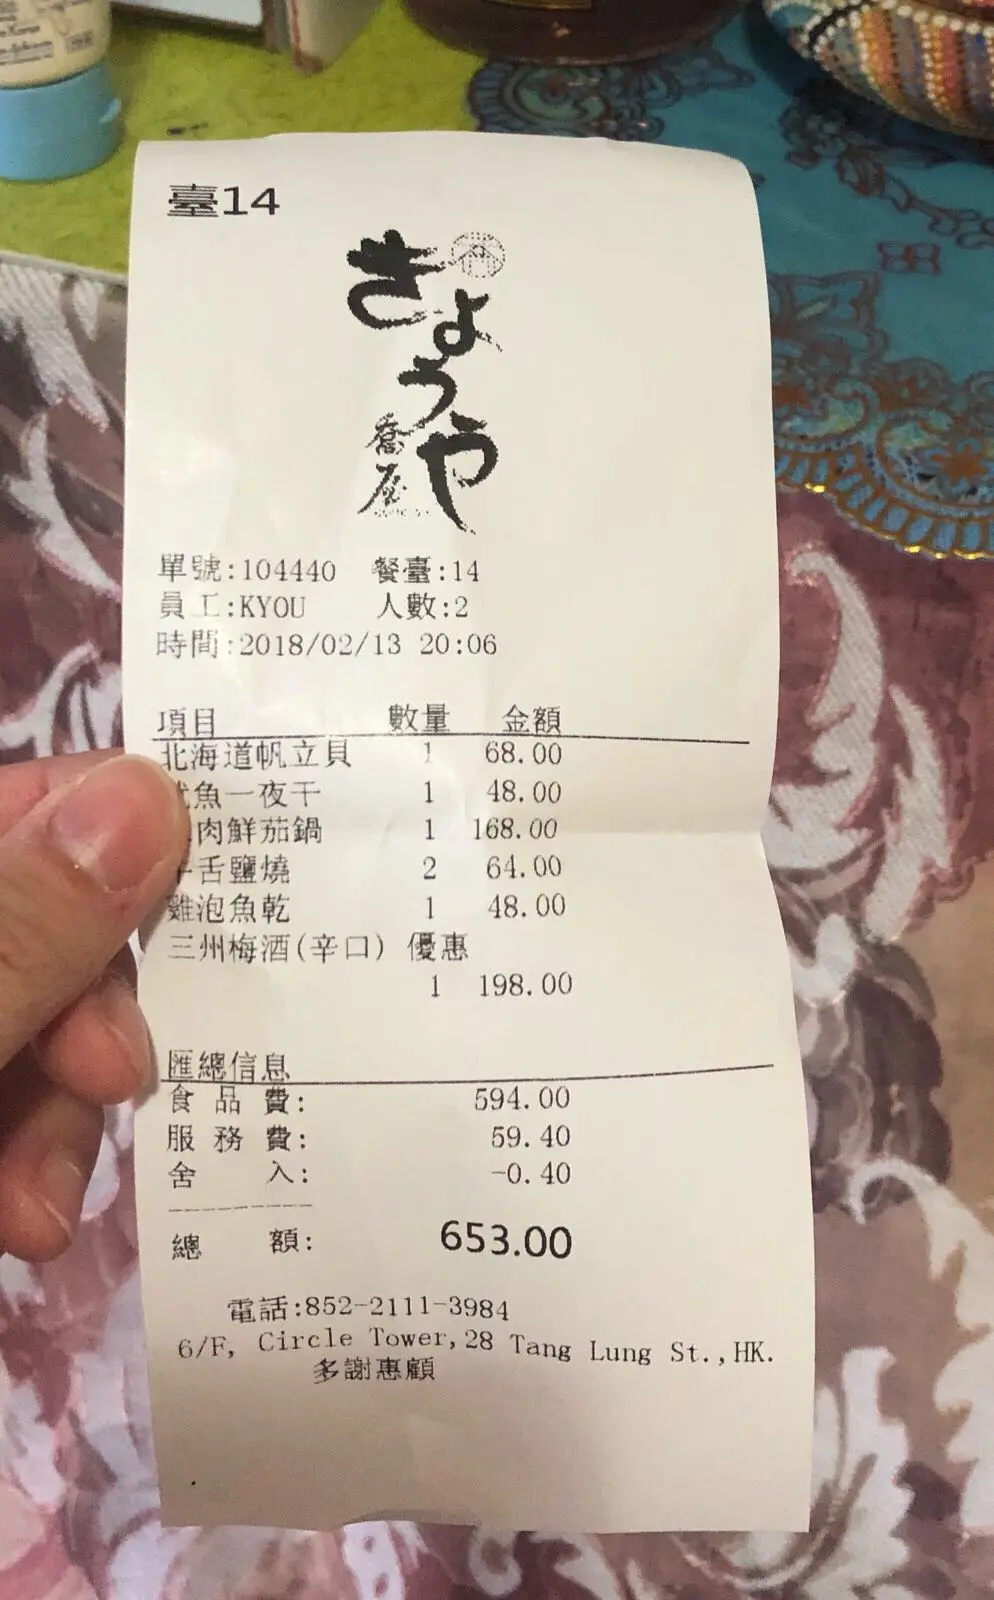 臺14
きょうや
喬屋
單號:104440 餐臺:14
員工:KYOU 人數:2
時間:2018/02/13 20:06
項目 數量 金額
北海道帆立貝 1 68.00
魚一夜干 1 48.00
肉鮮茄鍋 1 168.00
舌鹽燒 2 64.00
雞泡魚乾 1 48.00
三州梅酒(辛口) 優惠
1 198.00
匯總信息
食品費: 594.00
服務費: 59.40
舍入: -0.40
總額: 653.00
電話:852-2111-3984
6/F, Circle Tower,28 Tang Lung St.,HK.
多謝惠顧